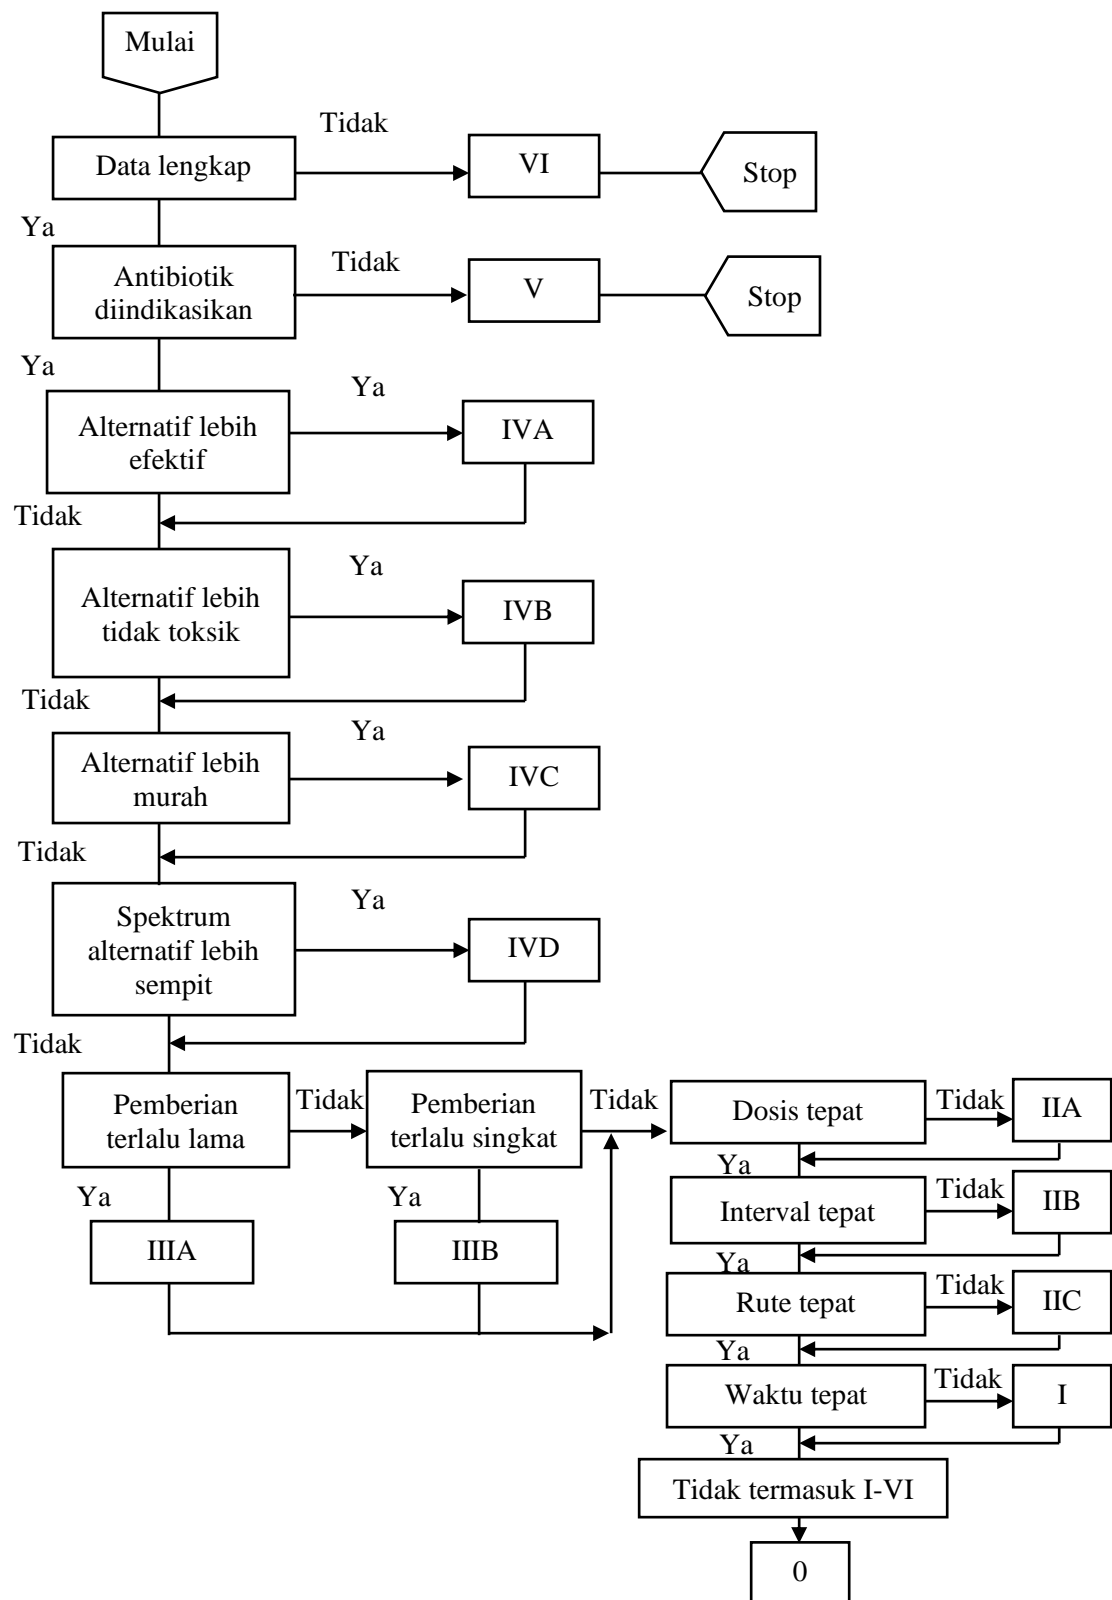 Mulai
Tidak
Data lengkap
VI
Stop
Ya
Antibiotik
diindikasikan
Tidak
V
Stop
Ya
Alternatif lebih
efektif
Ya
IVA
Tidak
Alternatif lebih
tidak toksik
Ya
IVB
Tidak
Alternatif lebih
murah
Ya
IVC
Tidak
Spektrum
alternatif lebih
sempit
Ya
IVD
Tidak
Pemberian
terlalu lama
Tidak
Pemberian
terlalu singkat
Tidak
Dosis tepat
Tidak
IIA
Ya
Ya
Ya
IIIA
IIIB
Interval tepat
Tidak
IIB
Ya
Rute tepat
Tidak
IIC
Ya
Waktu tepat
Tidak
I
Ya
Tidak termasuk I-VI
0